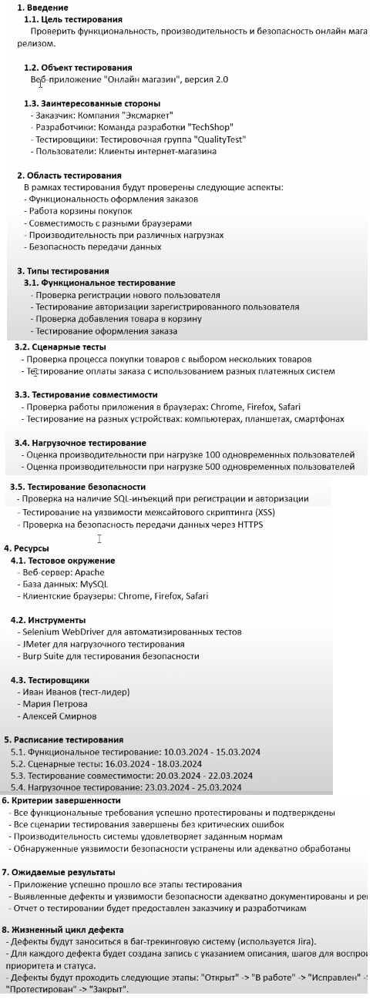 1. Введение
1.1. Цель тестирования
Проверить функциональность, производительность и безопасность онлайн мага
релизом.
1.2. Объект тестирования
Веб-приложение "Онлайн магазин", версия 2.0
1.3. Заинтересованные стороны
- Заказчик: Компания "Эксмаркет"
- Разработчики: Команда разработки "TechShop"
- Тестировщики: Тестировочная группа "QualityTest"
- Пользователи: Клиенты интернет-магазина
2. Область тестирования
В рамках тестирования будут проверены следующие аспекты:
- Функциональность оформления заказов
- Работа корзины покупок
- Совместимость с разными браузерами
- Производительность при различных нагрузках
- Безопасность передачи данных
3. Типы тестирования
3.1. Функциональное тестирование
- Проверка регистрации нового пользователя
- Тестирование авторизации зарегистрированного пользователя
- Проверка добавления товара в корзину
- Тестирование оформления заказа
3.2. Сценарные тесты
- Проверка процесса покупки товаров с выбором нескольких товаров
- Тестирование оплаты заказа с использованием разных платежных систем
3.3. Тестирование совместимости
- Проверка работы приложения в браузерах: Chrome, Firefox, Safari
- Тестирование на разных устройствах: компьютерах, планшетах, смартфонах
3.4. Нагрузочное тестирование
- Оценка производительности при нагрузке 100 одновременных пользователей
- Оценка производительности при нагрузке 500 одновременных пользователей
3.5. Тестирование безопасности
- Проверка на наличие SQL-инъекций при регистрации и авторизации
- Тестирование на уязвимости межсайтового скриптинга (XSS)
- Проверка на безопасность передачи данных через HTTPS
4. Ресурсы
4.1. Тестовое окружение
- Веб-сервер: Apache
- База данных: MySQL
- Клиентские браузеры: Chrome, Firefox, Safari
4.2. Инструменты
- Selenium WebDriver для автоматизированных тестов
- JMeter для нагрузочного тестирования
- Burp Suite для тестирования безопасности
4.3. Тестировщики
- Иван Иванов (тест-лидер)
- Мария Петрова
- Алексей Смирнов
5. Расписание тестирования
5.1. Функциональное тестирование: 10.03.2024 - 15.03.2024
5.2. Сценарные тесты: 16.03.2024 - 18.03.2024
5.3. Тестирование совместимости: 20.03.2024 - 22.03.2024
5.4. Нагрузочное тестирование: 23.03.2024 - 25.03.2024
6. Критерии завершенности
- Все функциональные требования успешно протестированы и подтверждены
- Все сценарии тестирования завершены без критических ошибок
- Производительность системы удовлетворяет заданным нормам
- Обнаруженные уязвимости безопасности устранены или адекватно обработаны
7. Ожидаемые результаты
- Приложение успешно прошло все этапы тестирования
- Выявленные дефекты и уязвимости безопасности адекватно документированы и ре
- Отчет о тестировании будет предоставлен заказчику и разработчикам
8. Жизненный цикл дефекта
- Дефекты будут заноситься в баг-трекинговую систему (используется Jira).
- Для каждого дефекта будет создана запись с указанием описания, шагов для воспрои
приоритета и статуса.
- Дефекты будут проходить следующие этапы: "Открыт" -> "В работе" -> "Исправлен" -
"Протестирован" -> "Закрыт".